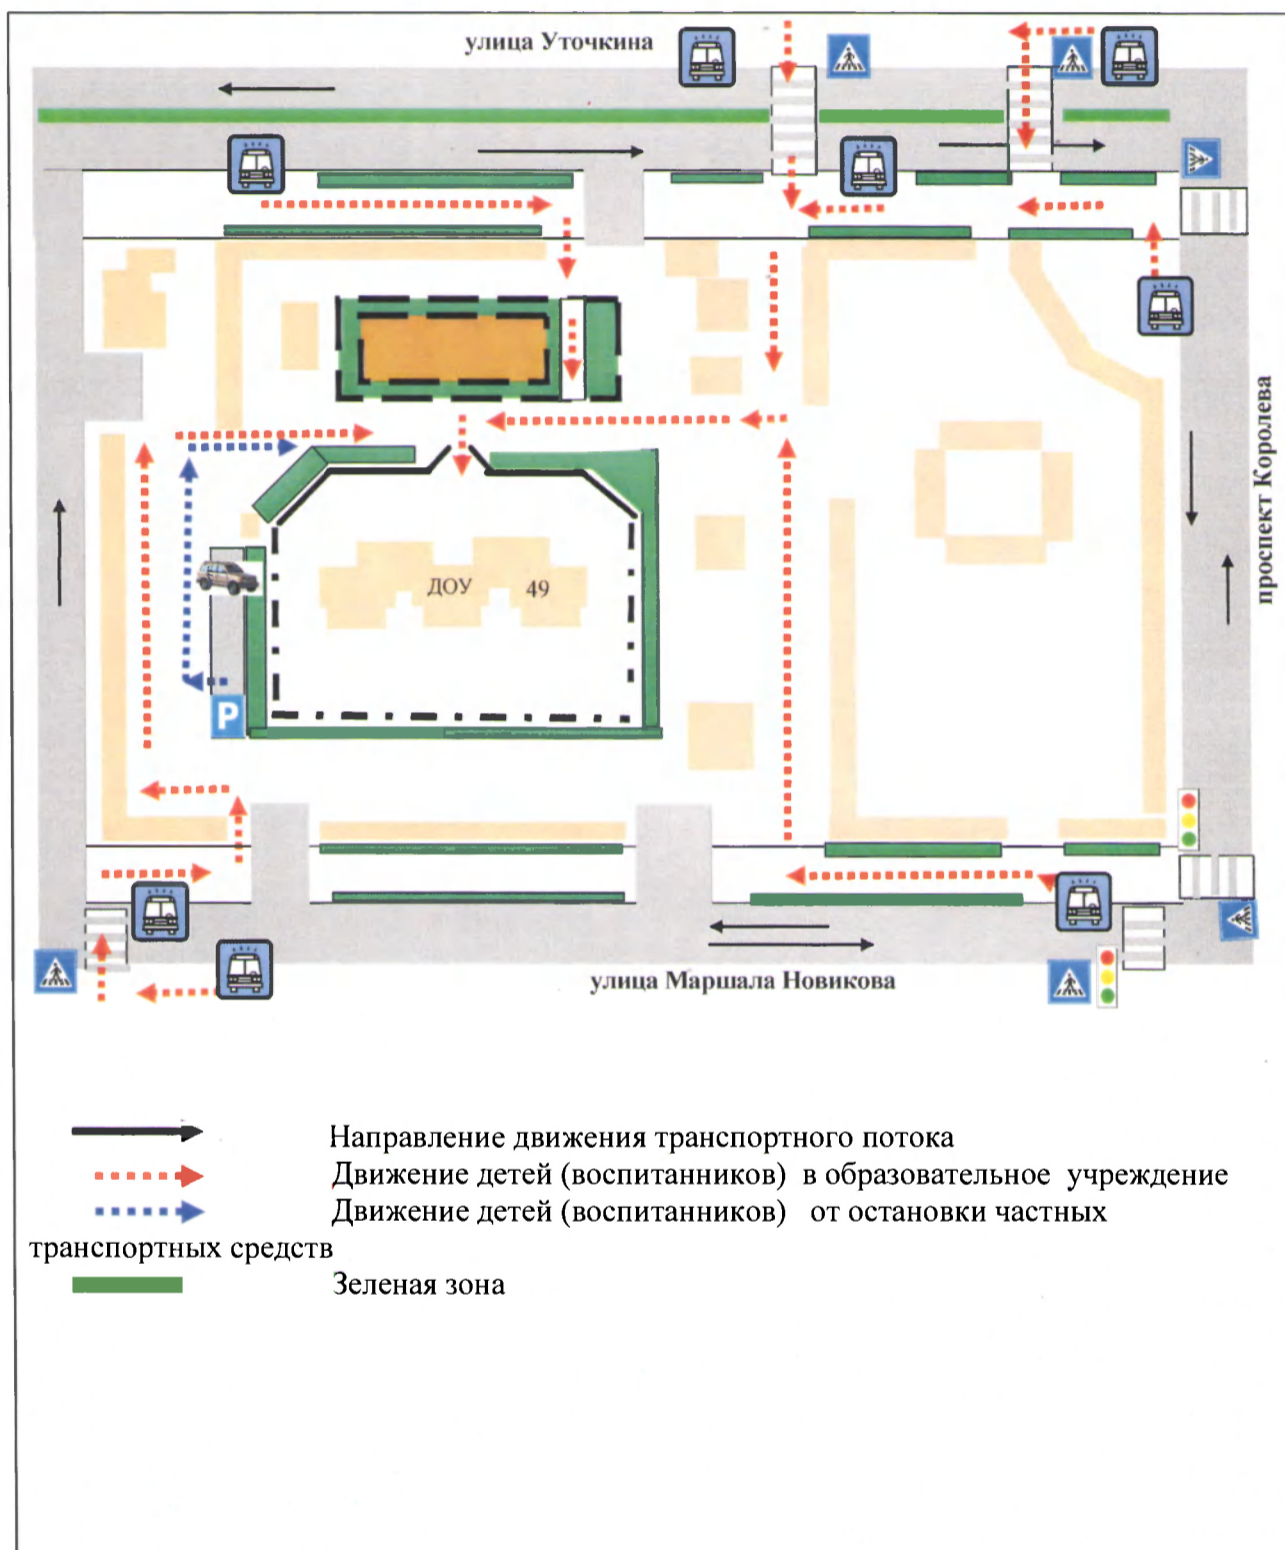 улица Уточкина
проспект Королева
ДОУ 49
P
улица Маршала Новикова
Направление движения транспортного потока
Движение детей (воспитанников) в образовательное учреждение
Движение детей (воспитанников) от остановки частных
транспортных средств
Зеленая зона